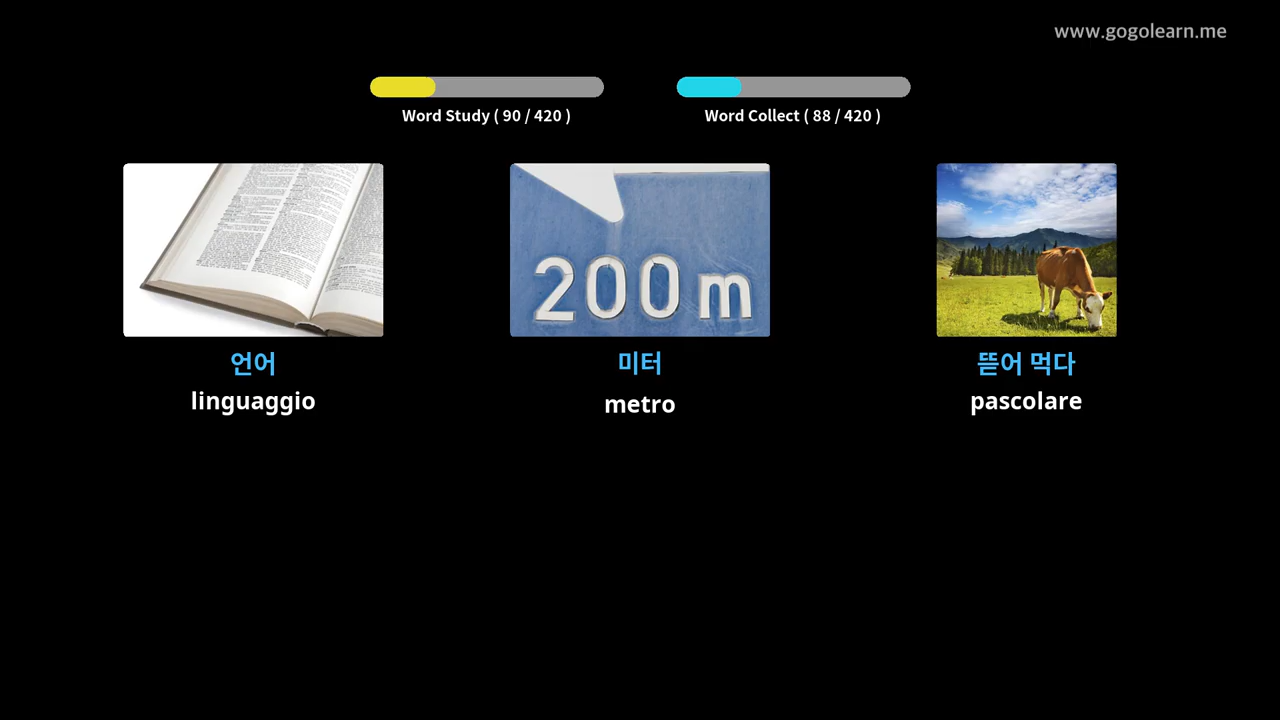 www.gogolearn.me
Word Study ( 90 / 420 )
Word Collect ( 88 / 420 )
200 m
언어
linguaggio
미터
metro
뜯어 먹다
pascolare